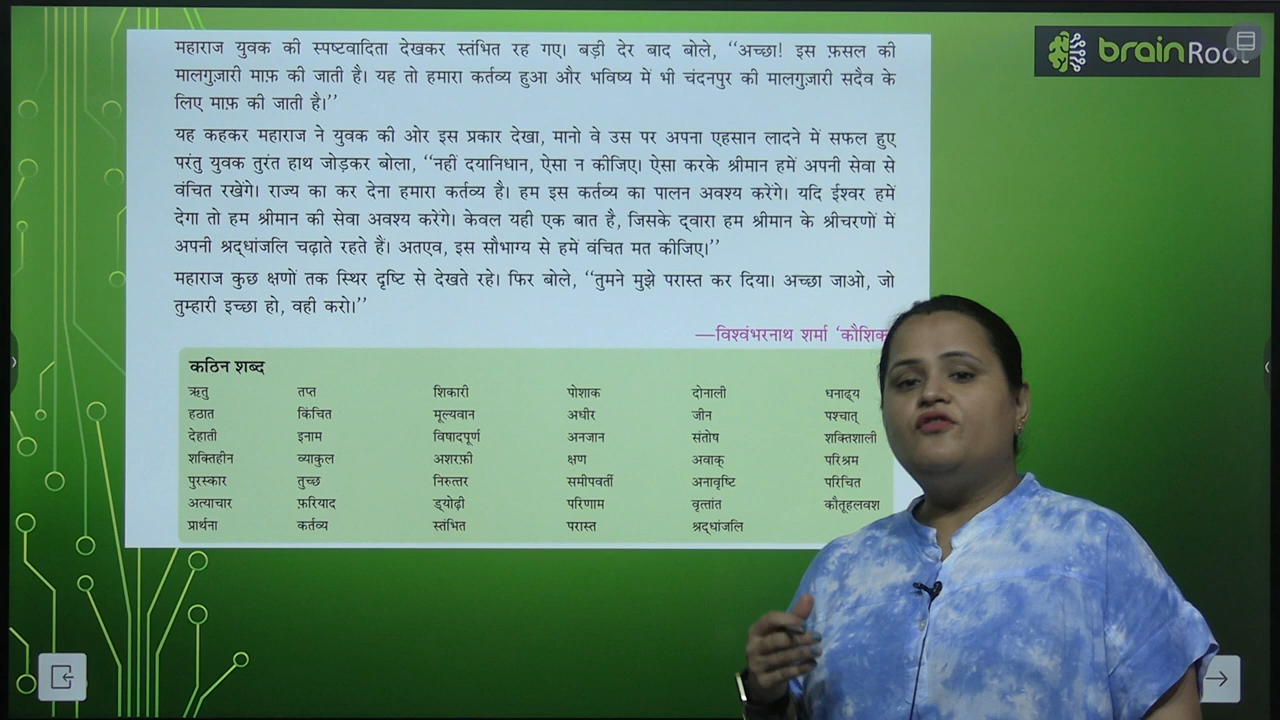 महाराज युवक की स्पष्टवादिता देखकर स्तंभित रह गए। बड़ी देर बाद बोले, ‘‘अच्छा! इस फ़सल की
मालगुज़ारी माफ़ की जाती है। यह तो हमारा कर्तव्य हुआ और भविष्य में भी चंदनपुर की मालगुज़ारी सदैव के
लिए माफ़ की जाती है।’’
यह कहकर महाराज ने युवक की ओर इस प्रकार देखा, मानो वे उस पर अपना एहसान लादने में सफल हुए
परंतु युवक तुरंत हाथ जोड़कर बोला, ‘‘नहीं दयानिधान, ऐसा न कीजिए। ऐसा करके श्रीमान हमें अपनी सेवा से
वंचित रखेंगे। राज्य का कर देना हमारा कर्तव्य है। हम इस कर्तव्य का पालन अवश्य करेंगे। यदि ईश्वर हमें
देगा तो हम श्रीमान की सेवा अवश्य करेंगे। केवल यही एक बात है, जिसके द्वारा हम श्रीमान के श्रीचरणों में
अपनी श्रद्धांजलि चढ़ाते रहते हैं। अतएव, इस सौभाग्य से हमें वंचित मत कीजिए।’’
महाराज कुछ क्षणों तक स्थिर दृष्टि से देखते रहे। फिर बोले, ‘‘तुमने मुझे परास्त कर दिया। अच्छा जाओ, जो
तुम्हारी इच्छा हो, वही करो।’’
—विश्वंभरनाथ शर्मा ‘कौशिक
कठिन शब्द
ऋतु तप्त शिकारी पोशाक दोनाली धनाढ्य
हठात किंचित मूल्यवान अधीर जीन पश्चात्
देहाती इनाम विषादपूर्ण अनजान संतोष शक्तिशाली
शक्तिहीन व्याकुल अशरफ़ी क्षण अवाक् परिश्रम
पुरस्कार तुच्छ निरुत्तर समीपवर्ती अनावृष्टि परिचित
अत्याचार फ़रियाद ड्योढ़ी परिणाम वृत्तांत कौतूहलवश
प्रार्थना कर्तव्य स्तंभित परास्त श्रद्धांजलि
brainRoot